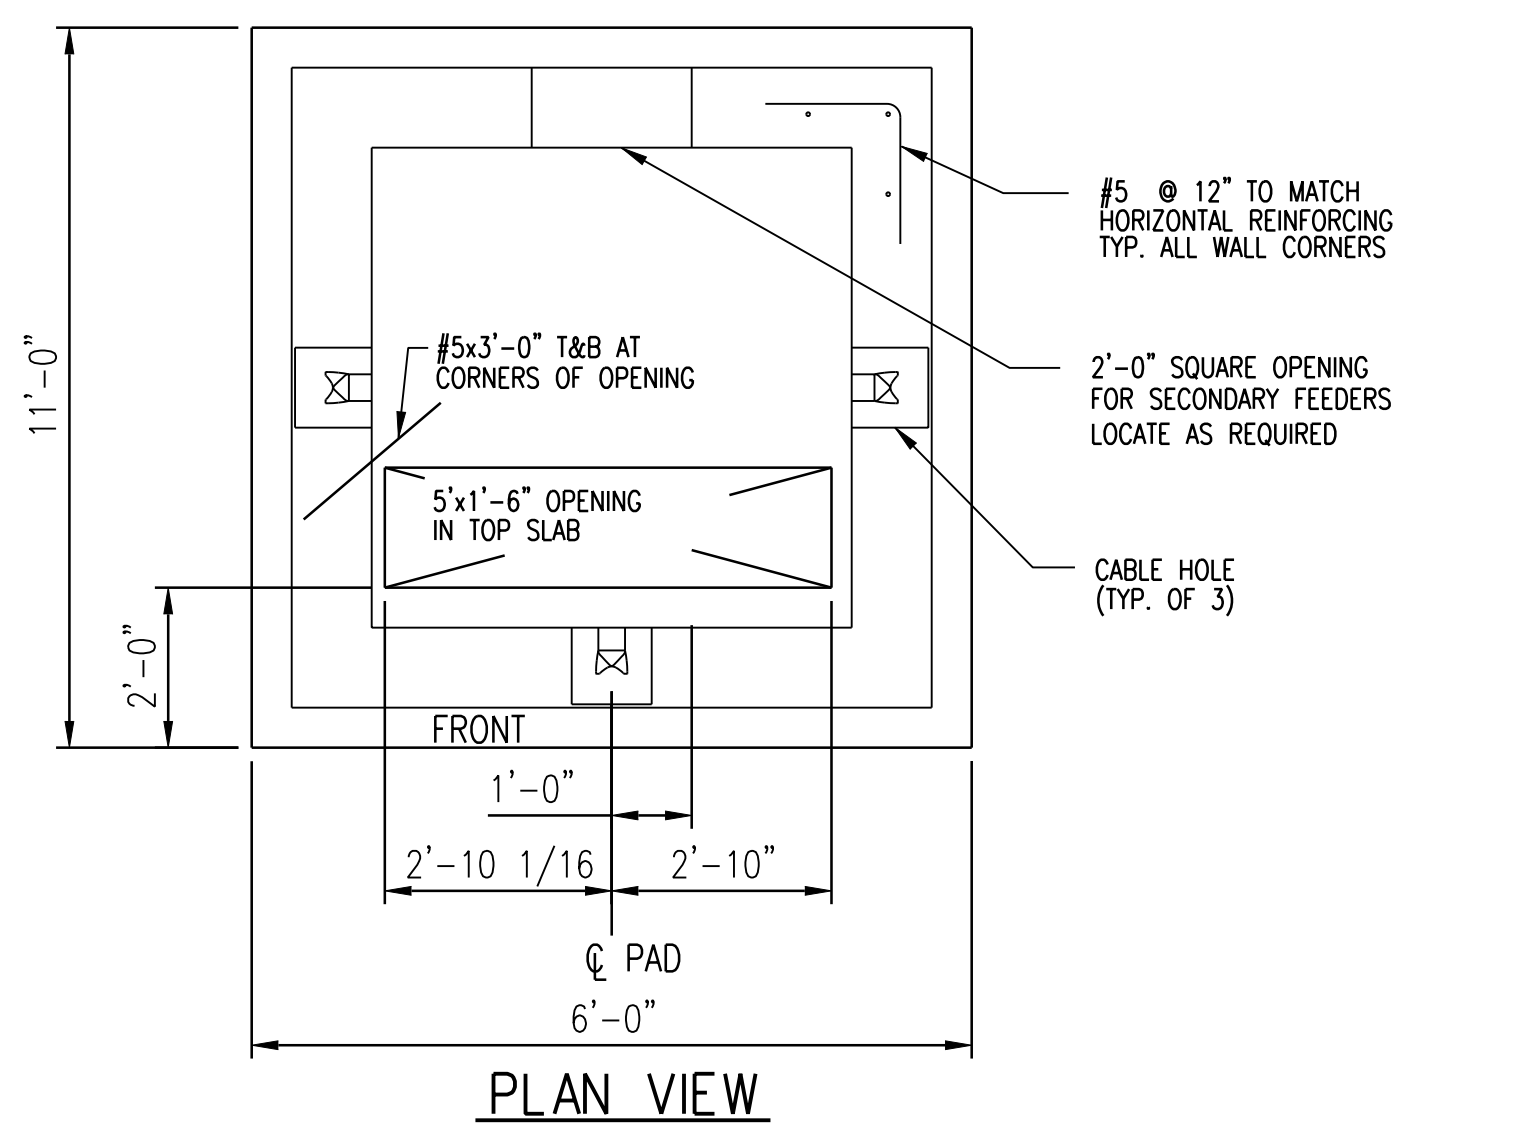 #5 @ 12" TO MATCH
HORIZONTAL REINFORCING
TYP. ALL WALL CORNERS
11'-0"
#5x3'-0" T&B AT
CORNERS OF OPENING
2'-0" SQUARE OPENING
FOR SECONDARY FEEDERS
LOCATE AS REQUIRED
5'x1'-6" OPENING
IN TOP SLAB
CABLE HOLE
(TYP. OF 3)
2'-0"
FRONT
1'-0"
2'-10 1/16
2'-10"
℄ PAD
6'-0"
PLAN VIEW